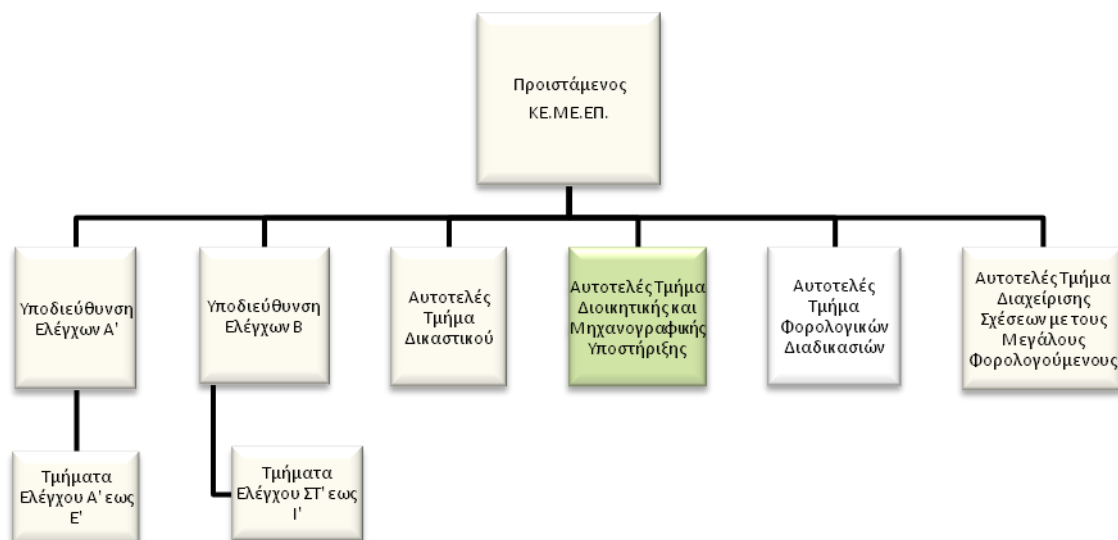 Προιστάμενος
ΚΕ.ΜΕ.ΕΠ.
Υποδιεύθυνση
Ελέγχων Α'
Υποδιεύθυνση
Ελέγχων Β
Αυτοτελές
Τμήμα
Δικαστικού
Αυτοτελές Τμήμα
Διοικητικής και
Μηχανογραφικής
Υποστήριξης
Αυτοτελές
Τμήμα
Φορολογικών
Διαδικασιών
Αυτοτελές Τμήμα
Διαχείρισης
Σχέσεων με τους
Μεγάλους
Φορολογούμενους
Τμήματα
Ελέγχου Α' εως
Ε'
Τμήματα
Ελέγχου ΣΤ' εως
Ι'